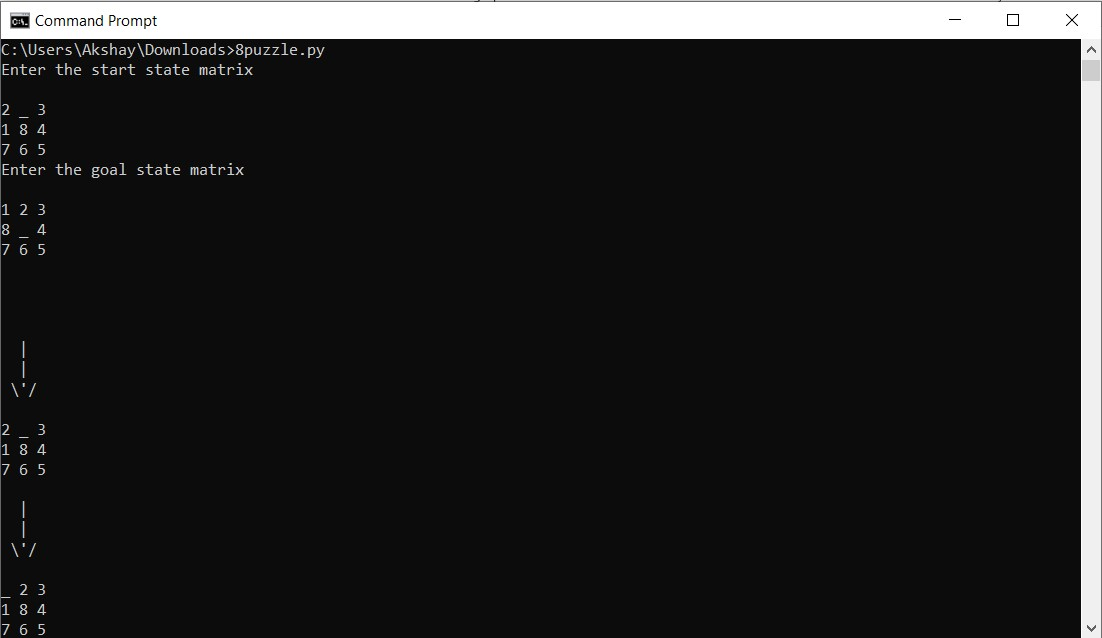 Command Prompt
C:\Users\Akshay\Downloads>8puzzle.py
Enter the start state matrix
2 _ 3
1 8 4
7 6 5
Enter the goal state matrix
1 2 3
8 _ 4
7 6 5
|
|
\'/
2 _ 3
1 8 4
7 6 5
|
|
\'/
_ 2 3
1 8 4
7 6 5